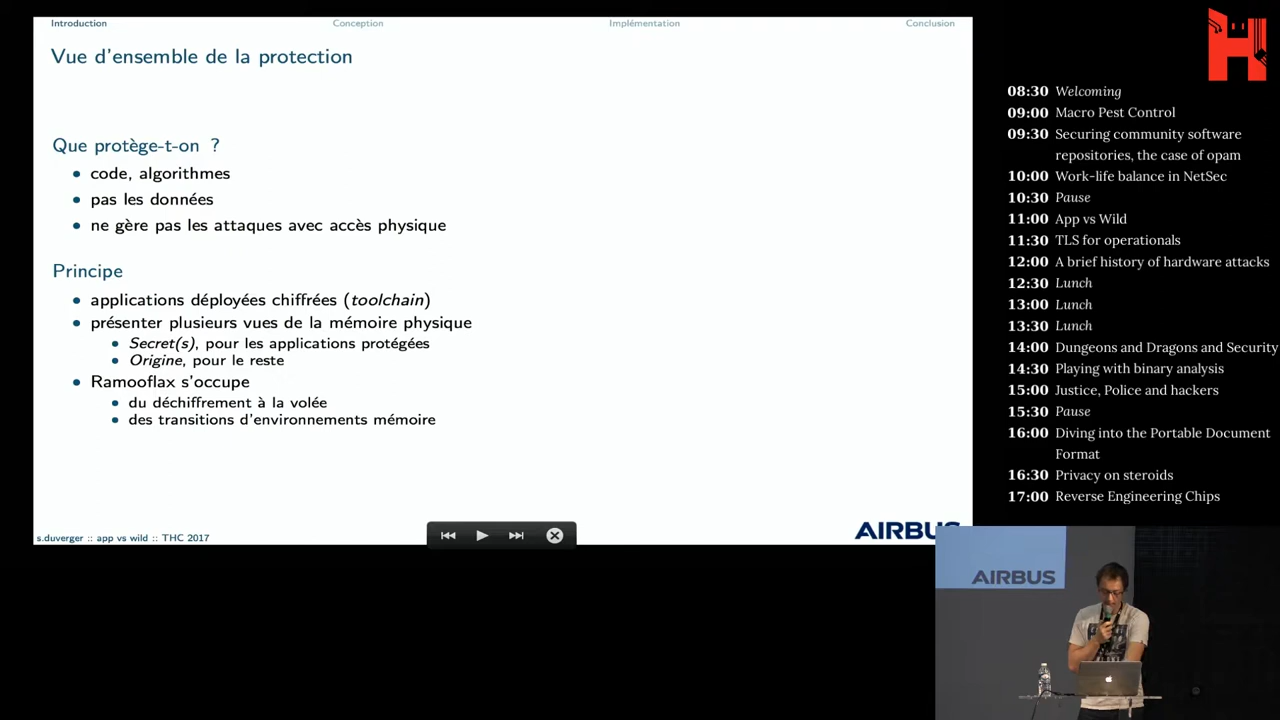 Introduction
Conception
Implémentation
Conclusion
Vue d'ensemble de la protection
Que protège-t-on ?
code, algorithmes
pas les données
ne gère pas les attaques avec accès physique
Principe
applications déployées chiffrées (toolchain)
présenter plusieurs vues de la mémoire physique
Secret(s), pour les applications protégées
Origine, pour le reste
Ramooflax s'occupe
du déchiffrement à la volée
des transitions d'environnements mémoire
s.duverger :: app vs wild :: THC 2017
AIRBUS
H
08:30 Welcoming
09:00 Macro Pest Control
09:30 Securing community software
repositories, the case of opam
10:00 Work-life balance in NetSec
10:30 Pause
11:00 App vs Wild
11:30 TLS for operationals
12:00 A brief history of hardware attacks
12:30 Lunch
13:00 Lunch
13:30 Lunch
14:00 Dungeons and Dragons and Security
14:30 Playing with binary analysis
15:00 Justice, Police and hackers
15:30 Pause
16:00 Diving into the Portable Document
Format
16:30 Privacy on steroids
17:00 Reverse Engineering Chips
AIRBUS